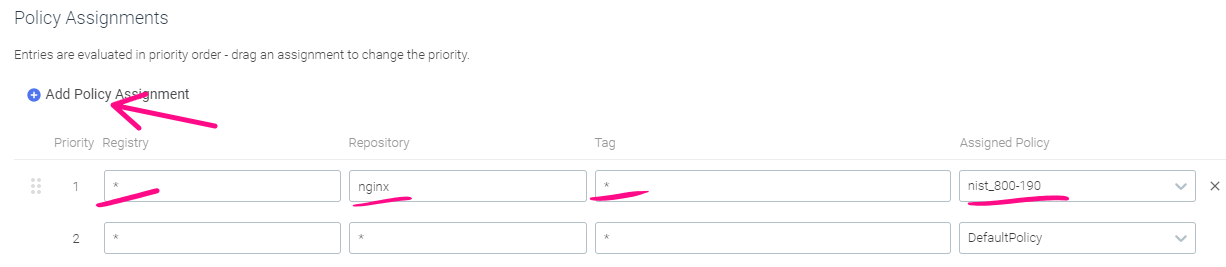 Policy Assignments
Entries are evaluated in priority order - drag an assignment to change the priority.
Add Policy Assignment
Priority Registry Repository Tag Assigned Policy
1 * nginx * nist_800-190
2 * * * DefaultPolicy